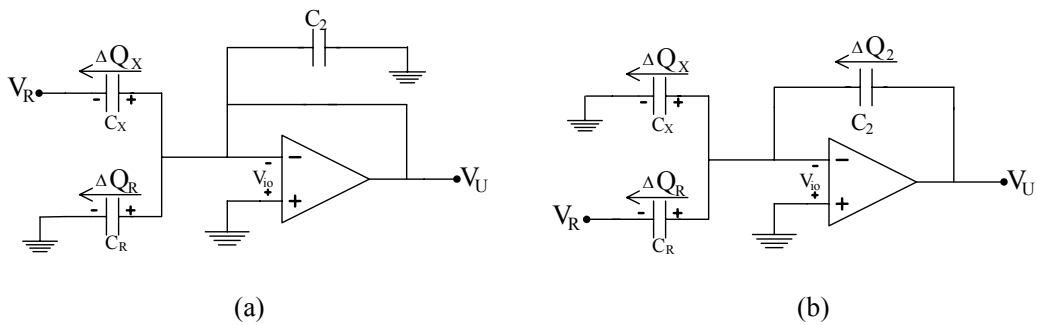 C2
ΔQX
VR
- +
CX
ΔQR
- +
CR
-
-
Vio
+
+
VU
(a)
ΔQX
- +
CX
ΔQ2
C2
ΔQR
VR
- +
CR
-
-
Vio
+
+
VU
(b)